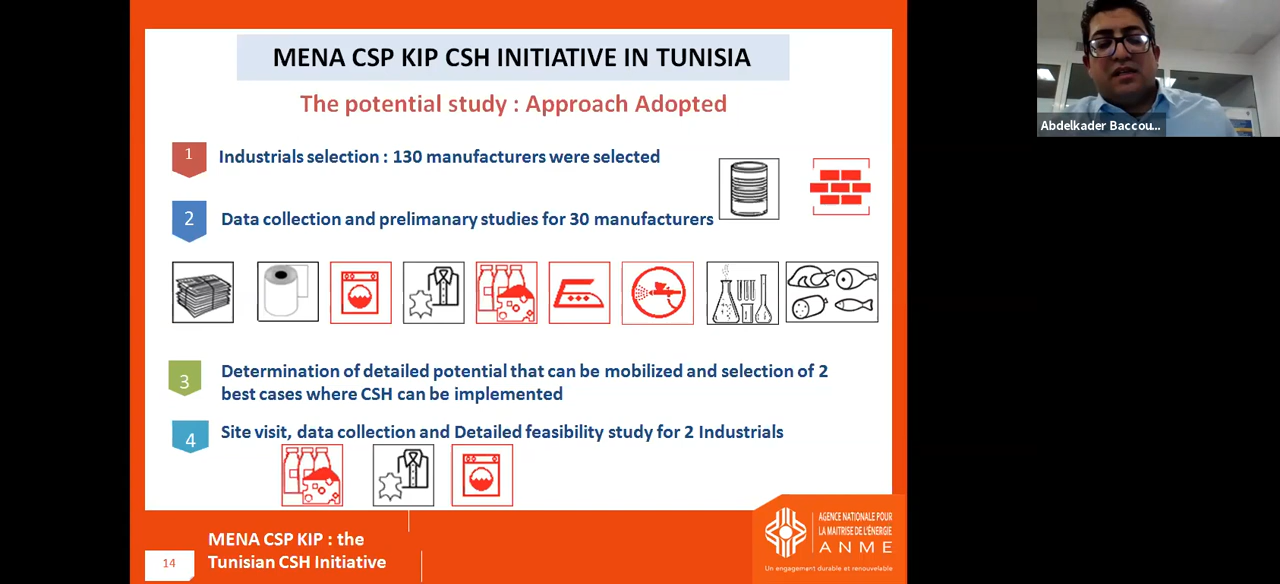 MENA CSP KIP CSH INITIATIVE IN TUNISIA
The potential study : Approach Adopted
1
Industrials selection : 130 manufacturers were selected
2
Data collection and prelimanary studies for 30 manufacturers
3
Determination of detailed potential that can be mobilized and selection of 2
best cases where CSH can be implemented
4
Site visit, data collection and Detailed feasibility study for 2 Industrials
14
MENA CSP KIP : the
Tunisian CSH Initiative
AGENCE NATIONALE POUR
LA MAITRISE DE L'ÉNERGIE
ANME
Un engagement durable et renouvelable
Abdelkader Baccou...